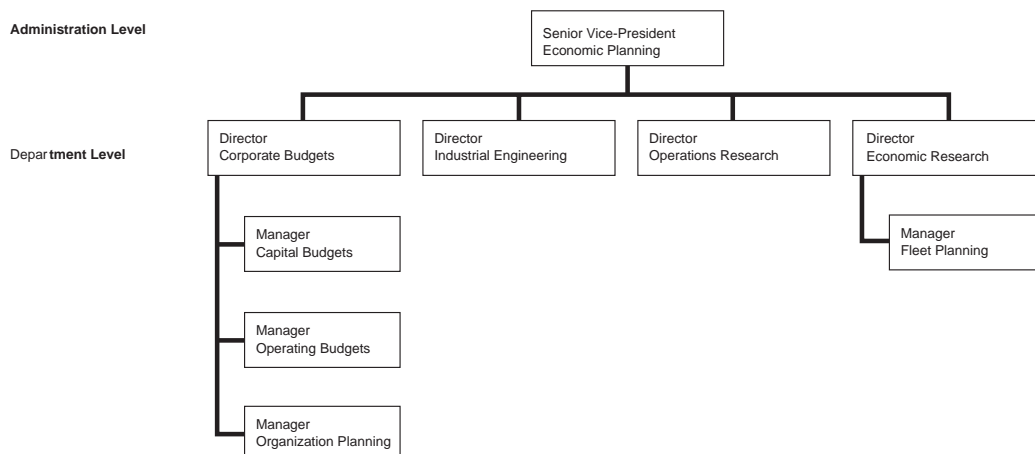 Administration Level
Senior Vice-President
Economic Planning
Department Level
Director
Corporate Budgets
Director
Industrial Engineering
Director
Operations Research
Director
Economic Research
Manager
Capital Budgets
Manager
Fleet Planning
Manager
Operating Budgets
Manager
Organization Planning